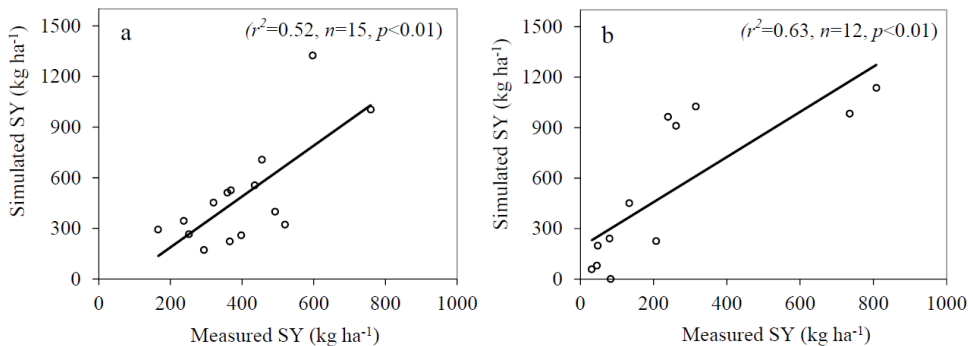 a
(r²=0.52, n=15, p<0.01)
Simulated SY (kg ha⁻¹)
1500
1200
900
600
300
0
0 200 400 600 800 1000
Measured SY (kg ha⁻¹)
b
(r²=0.63, n=12, p<0.01)
Simulated SY (kg ha⁻¹)
1500
1200
900
600
300
0
0 200 400 600 800 1000
Measured SY (kg ha⁻¹)